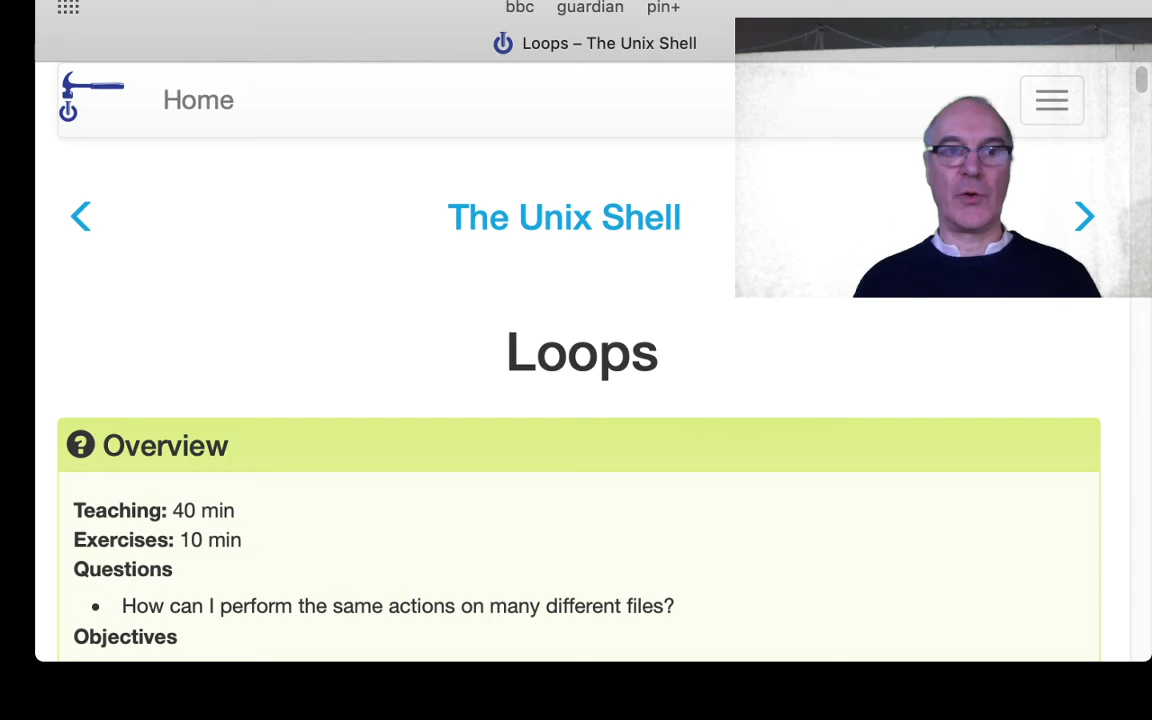 bbc guardian pin+
Loops – The Unix Shell
Home
The Unix Shell
Loops
Overview
Teaching: 40 min
Exercises: 10 min
Questions
How can I perform the same actions on many different files?
Objectives